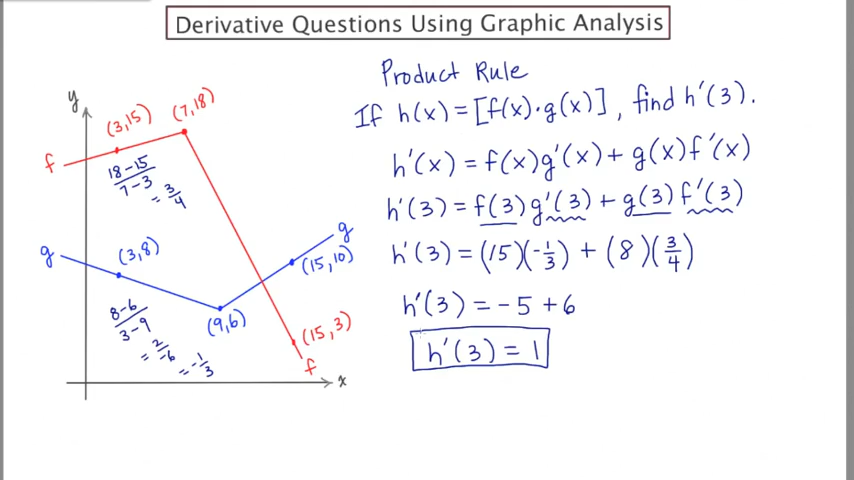 Derivative Questions Using Graphic Analysis
Product Rule
If h(x) = [f(x)·g(x)], find h'(3).
h'(x) = f(x)g'(x) + g(x)f'(x)
h'(3) = f(3)g'(3) + g(3)f'(3)
h'(3) = (15)(-1/3) + (8)(3/4)
h'(3) = -5 + 6
h'(3) = 1
y
(3,15)
(7,18)
f
18-15/7-3
= 3/4
g
(3,8)
g
(15,10)
8-6/3-9
= 2/-6
= -1/3
(9,6)
(15,3)
f
x